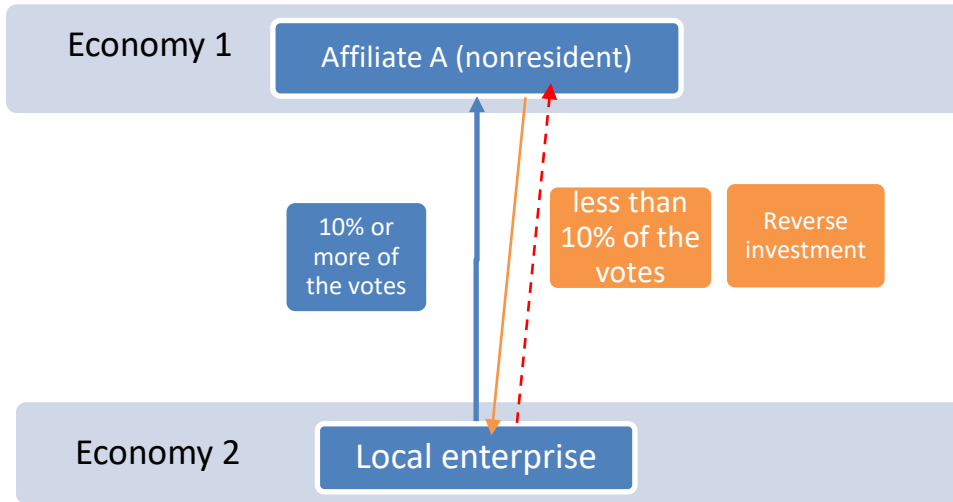 Economy 1
Affiliate A (nonresident)
10% or
more of
the votes
less than
10% of the
votes
Reverse
investment
Economy 2
Local enterprise